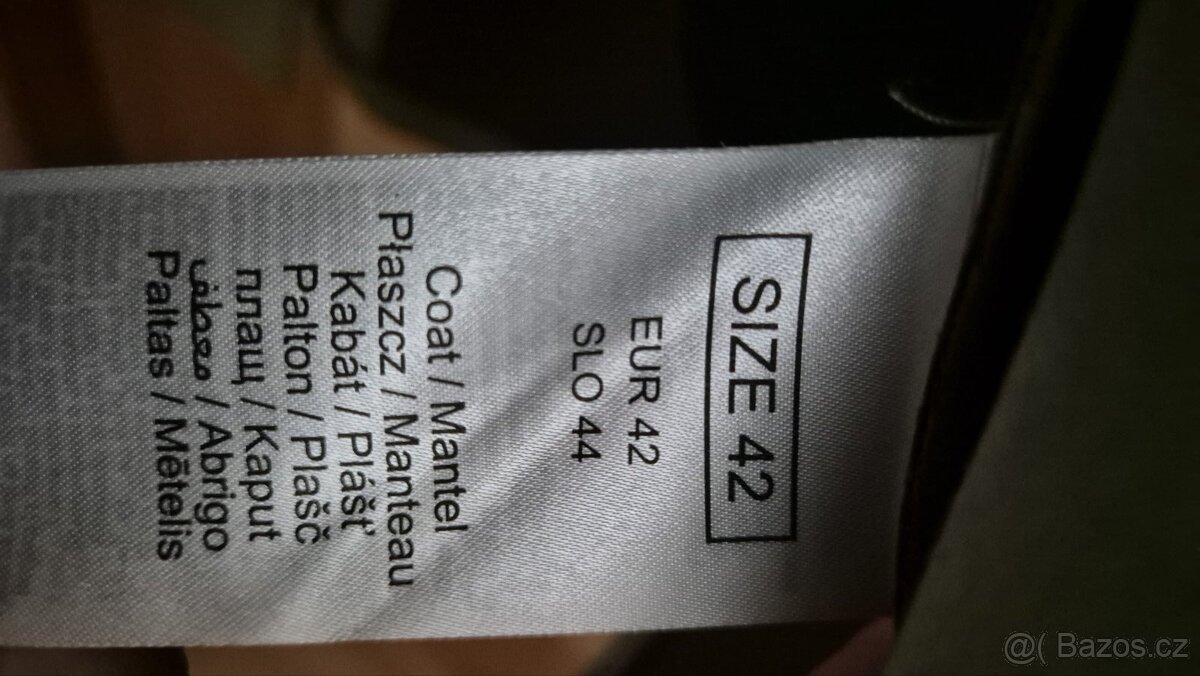 SIZE 42
EUR 42
SLO 44
Coat / Mantel
Płaszcz / Manteau
Kabát / Plášť
Palton / Plašč
плащ / Kaput
معطف / Abrigo
Paltas / Mētelis
@( Bazos.cz